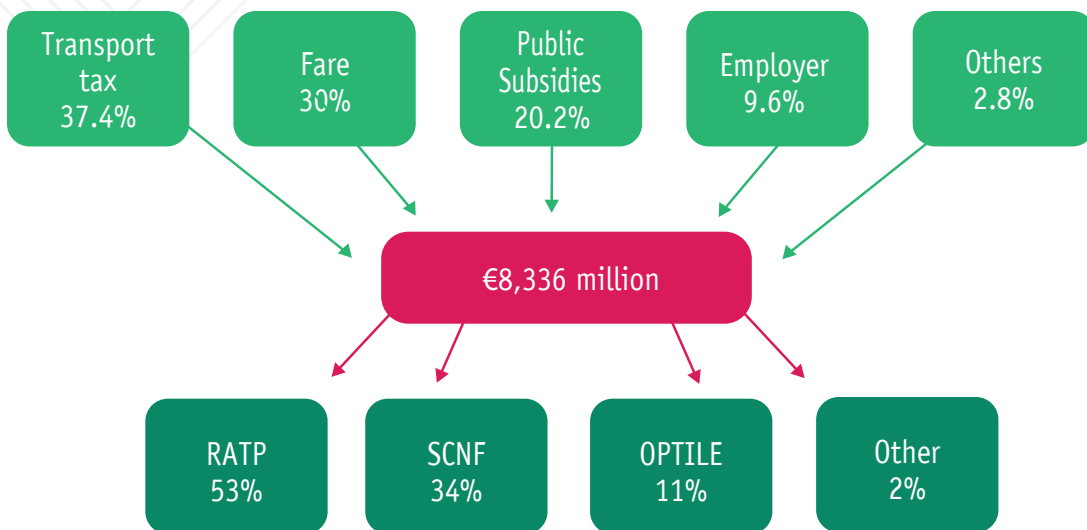 Transport
tax
37.4%
Fare
30%
Public
Subsidies
20.2%
Employer
9.6%
Others
2.8%
€8,336 million
RATP
53%
SCNF
34%
OPTILE
11%
Other
2%